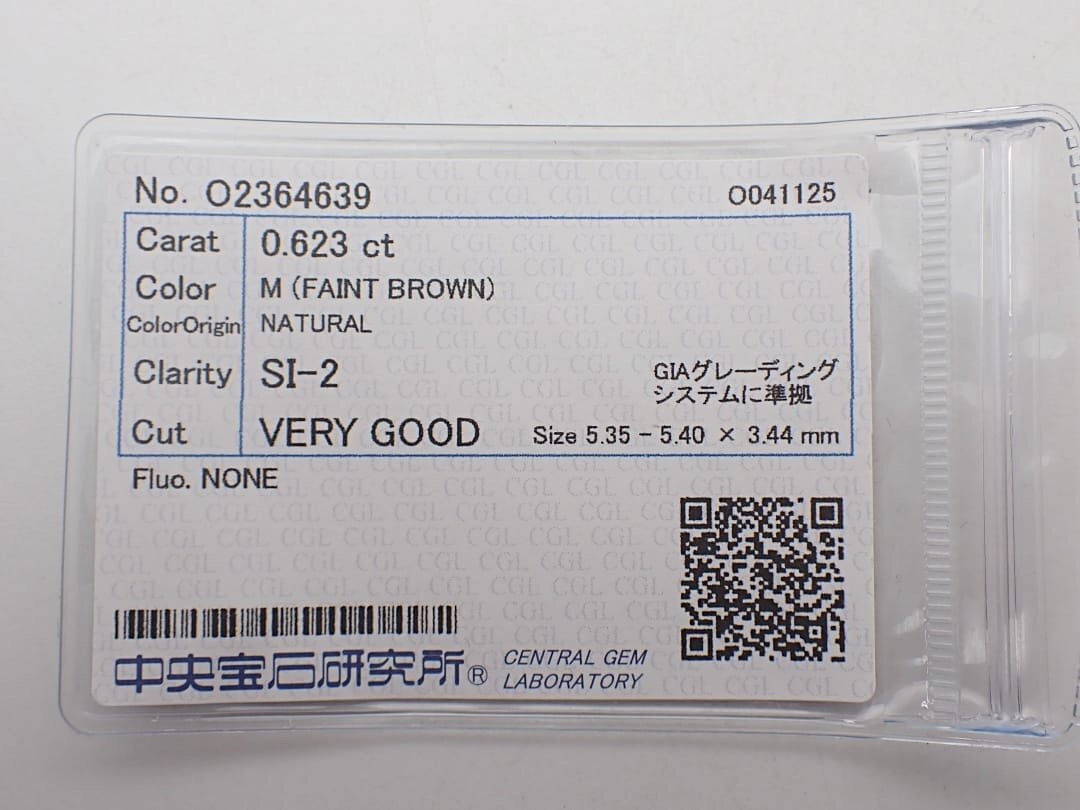 No. O2364639 O041125
Carat 0.623 ct
Color M (FAINT BROWN)
ColorOrigin NATURAL
Clarity SI-2
GIAグレーディング
システムに準拠
Cut VERY GOOD Size 5.35 - 5.40 × 3.44 mm
Fluo. NONE
中央宝石研究所® CENTRAL GEM
LABORATORY